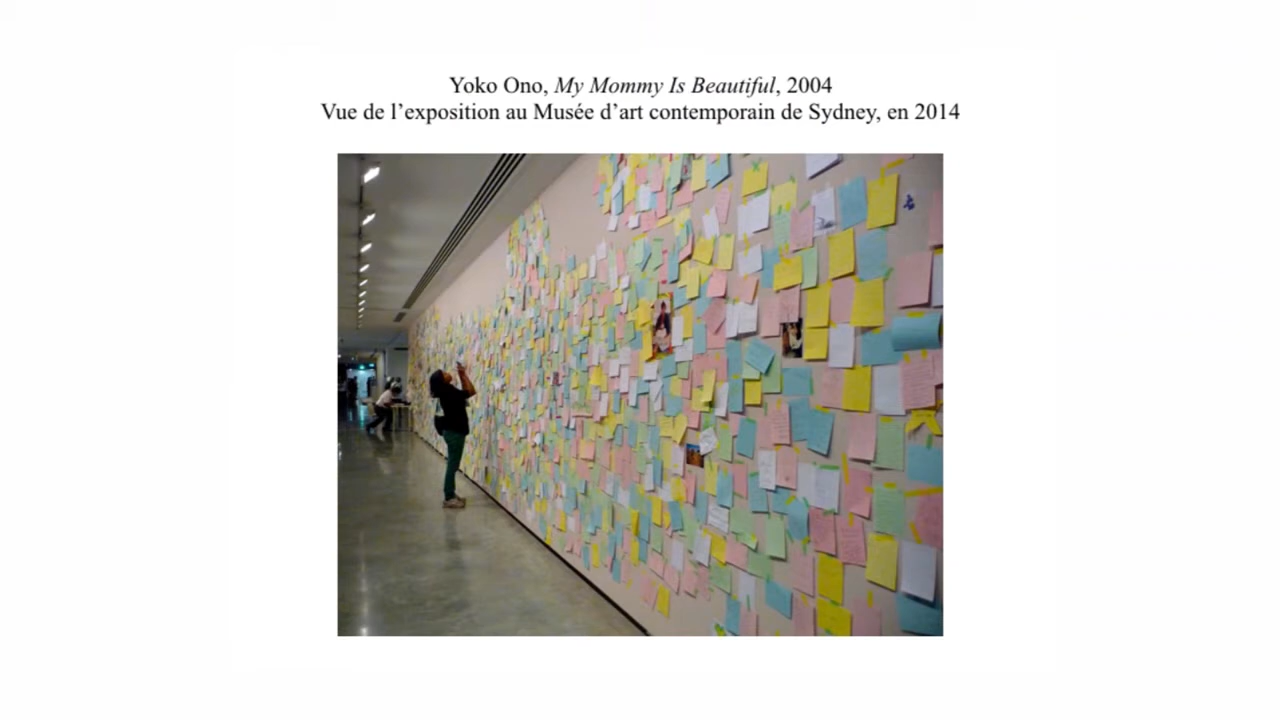 Yoko Ono, My Mommy Is Beautiful, 2004
Vue de l’exposition au Musée d’art contemporain de Sydney, en 2014